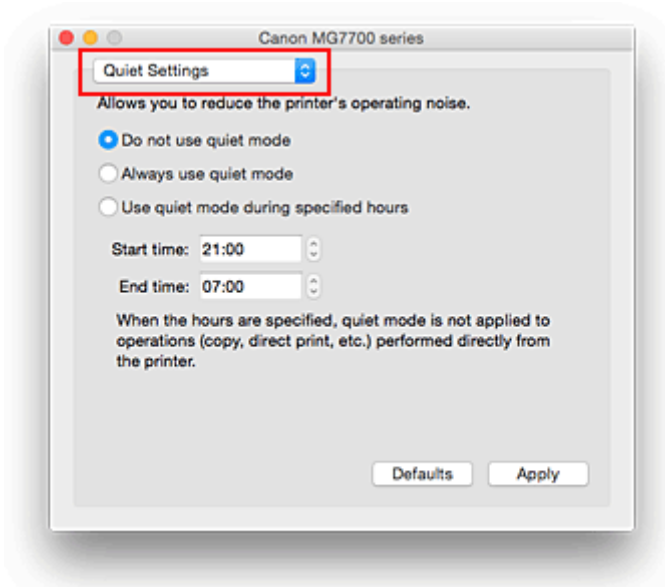 Canon MG7700 series
Quiet Settings
Allows you to reduce the printer's operating noise.
Do not use quiet mode
Always use quiet mode
Use quiet mode during specified hours
Start time: 21:00
End time: 07:00
When the hours are specified, quiet mode is not applied to
operations (copy, direct print, etc.) performed directly from
the printer.
Defaults Apply